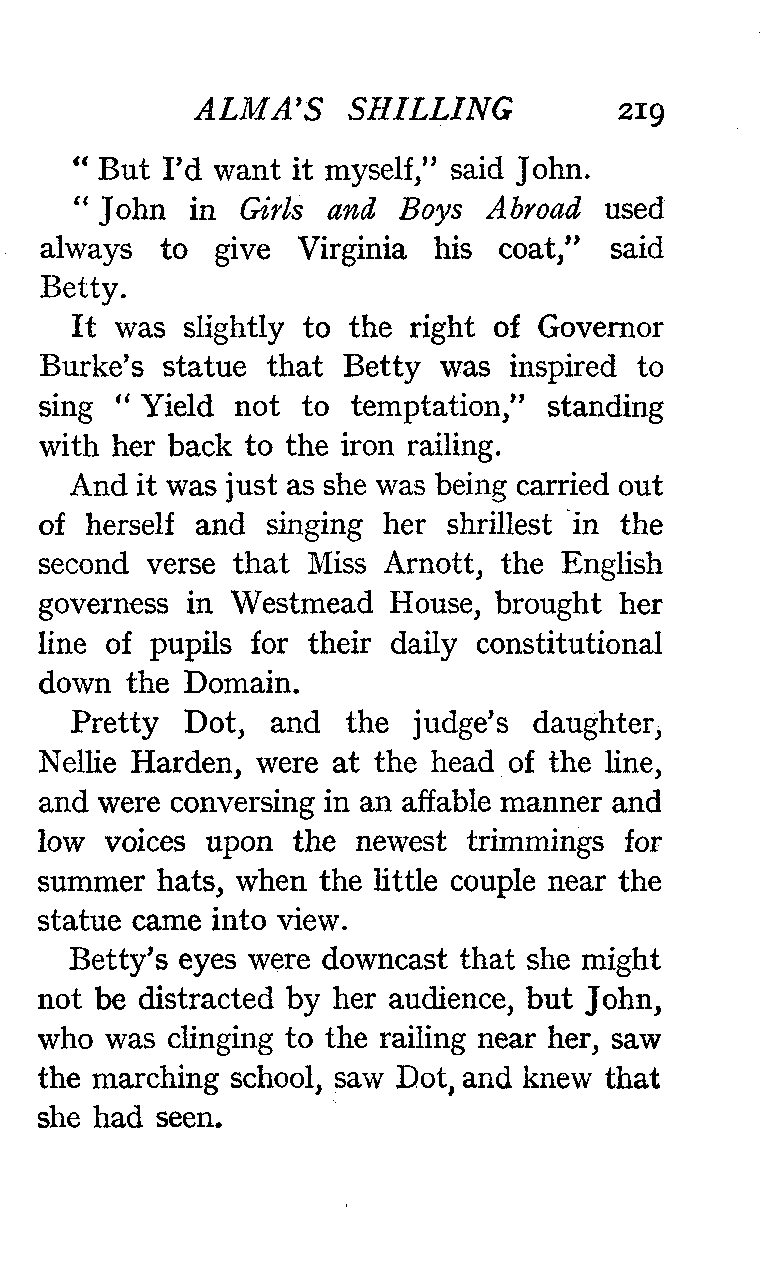 ALMA'S SHILLING 219
" But I'd want it myself," said John.
" John in Girls and Boys Abroad used
always to give Virginia his coat," said
Betty.
It was slightly to the right of Governor
Burke's statue that Betty was inspired to
sing " Yield not to temptation," standing
with her back to the iron railing.
And it was just as she was being carried out
of herself and singing her shrillest in the
second verse that Miss Arnott, the English
governess in Westmead House, brought her
line of pupils for their daily constitutional
down the Domain.
Pretty Dot, and the judge's daughter,
Nellie Harden, were at the head of the line,
and were conversing in an affable manner and
low voices upon the newest trimmings for
summer hats, when the little couple near the
statue came into view.
Betty's eyes were downcast that she might
not be distracted by her audience, but John,
who was clinging to the railing near her, saw
the marching school, saw Dot, and knew that
she had seen.